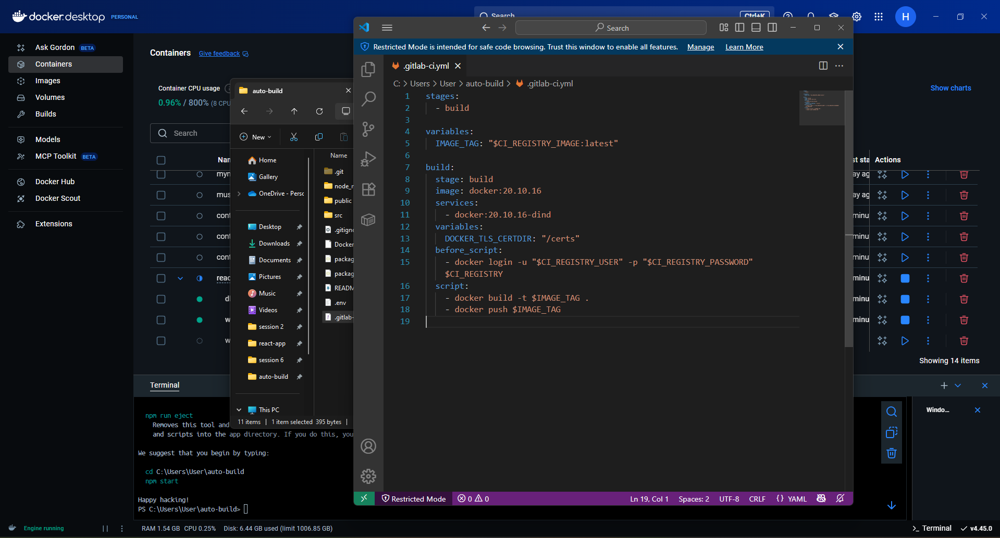 docker desktop PERSONAL
Search Ctrl+K
H
Ask Gordon BETA
Containers
Images
Volumes
Builds
Models
MCP Toolkit BETA
Docker Hub
Docker Scout
Extensions
Containers Give feedback
Container CPU usage
0.96% / 800% (8 CPU
Show charts
Search
Nan
st sta Actions
myn
ay ag
mus
ay ag
cont
minu
cont
minu
cont
minu
reac
minu
d
minu
w
minu
w
Showing 14 items
auto-build
New
Name
Home
Gallery
OneDrive - Perso
Desktop
Downloads
Documents
Pictures
Music
Videos
session 2
react-app
session 6
auto-build
This PC
.git
node_r
public
src
.gitigno
Docker
packag
packag
READM
.env
.gitlab-
11 items | 1 item selected 395 bytes |
Search
Restricted Mode is intended for safe code browsing. Trust this window to enable all features. Manage Learn More
.gitlab-ci.yml
C: > Users > User > auto-build > .gitlab-ci.yml
1 stages:
2 - build
3
4 variables:
5 IMAGE_TAG: "$CI_REGISTRY_IMAGE:latest"
6
7 build:
8 stage: build
9 image: docker:20.10.16
10 services:
11 - docker:20.10.16-dind
12 variables:
13 DOCKER_TLS_CERTDIR: "/certs"
14 before_script:
15 - docker login -u "$CI_REGISTRY_USER" -p "$CI_REGISTRY_PASSWORD"
$CI_REGISTRY
16 script:
17 - docker build -t $IMAGE_TAG .
18 - docker push $IMAGE_TAG
19
Restricted Mode 0 0 Ln 19, Col 1 Spaces: 2 UTF-8 CRLF {} YAML
Terminal
Windo...
npm run eject
Removes this tool and
and scripts into the app directory. If you do this, you
We suggest that you begin by typing:
cd C:\Users\User\auto-build
npm start
Happy hacking!
PS C:\Users\User\auto-build>
Engine running RAM 1.54 GB CPU 0.25% Disk: 6.44 GB used (limit 1006.85 GB) >_ Terminal v4.45.0